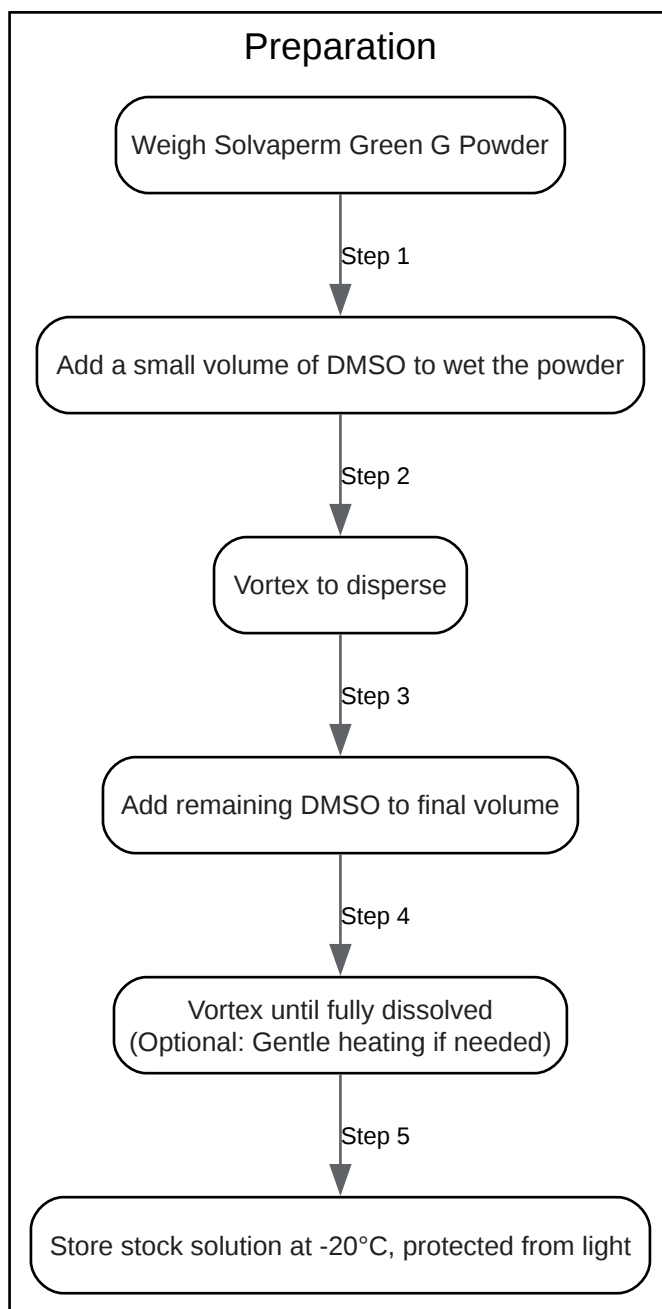 Preparation
Weigh Solvaperm Green G Powder
Step 1
Add a small volume of DMSO to wet the powder
Step 2
Vortex to disperse
Step 3
Add remaining DMSO to final volume
Step 4
Vortex until fully dissolved
(Optional: Gentle heating if needed)
Step 5
Store stock solution at -20°C, protected from light